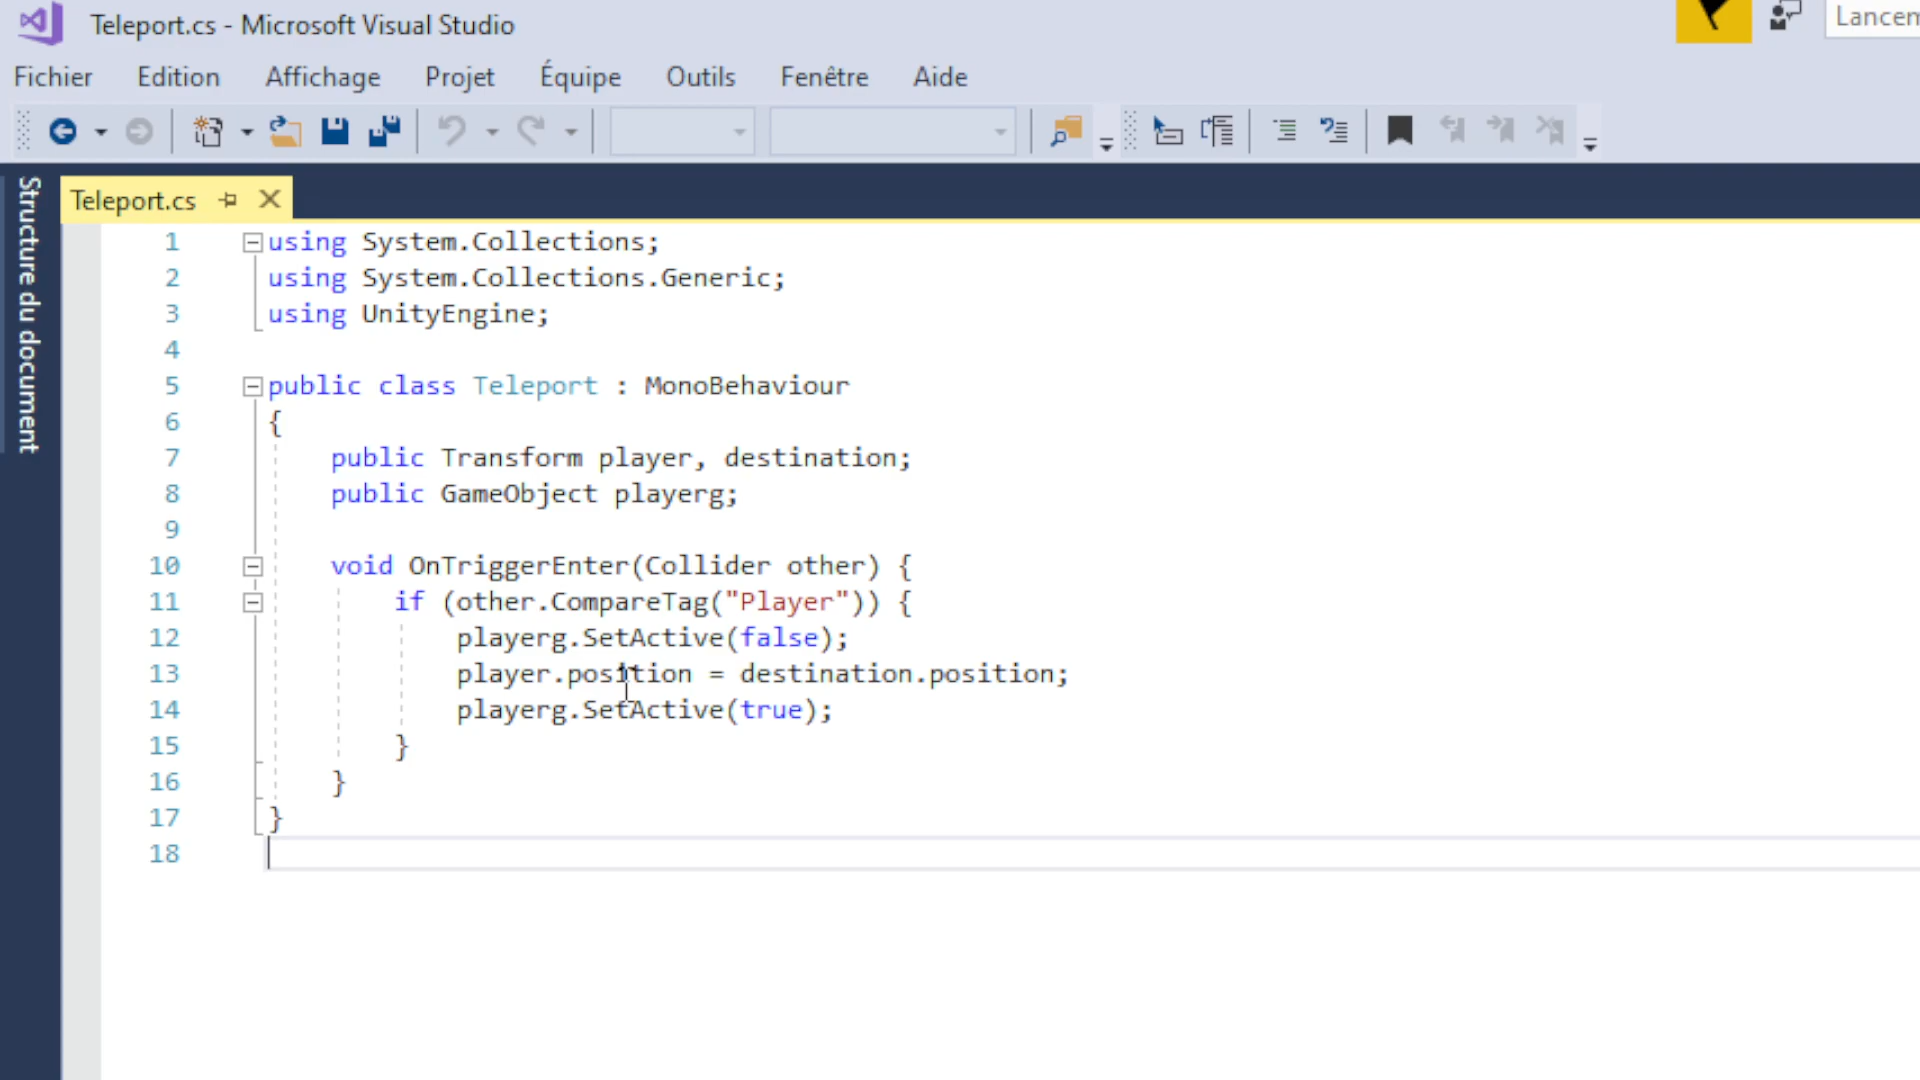 Teleport.cs - Microsoft Visual Studio
Lancem
Fichier Edition Affichage Projet Équipe Outils Fenêtre Aide
Structure du document
Teleport.cs
1 using System.Collections;
2 using System.Collections.Generic;
3 using UnityEngine;
4
5 public class Teleport : MonoBehaviour
6 {
7 public Transform player, destination;
8 public GameObject playerg;
9
10 void OnTriggerEnter(Collider other) {
11 if (other.CompareTag("Player")) {
12 playerg.SetActive(false);
13 player.position = destination.position;
14 playerg.SetActive(true);
15 }
16 }
17 }
18